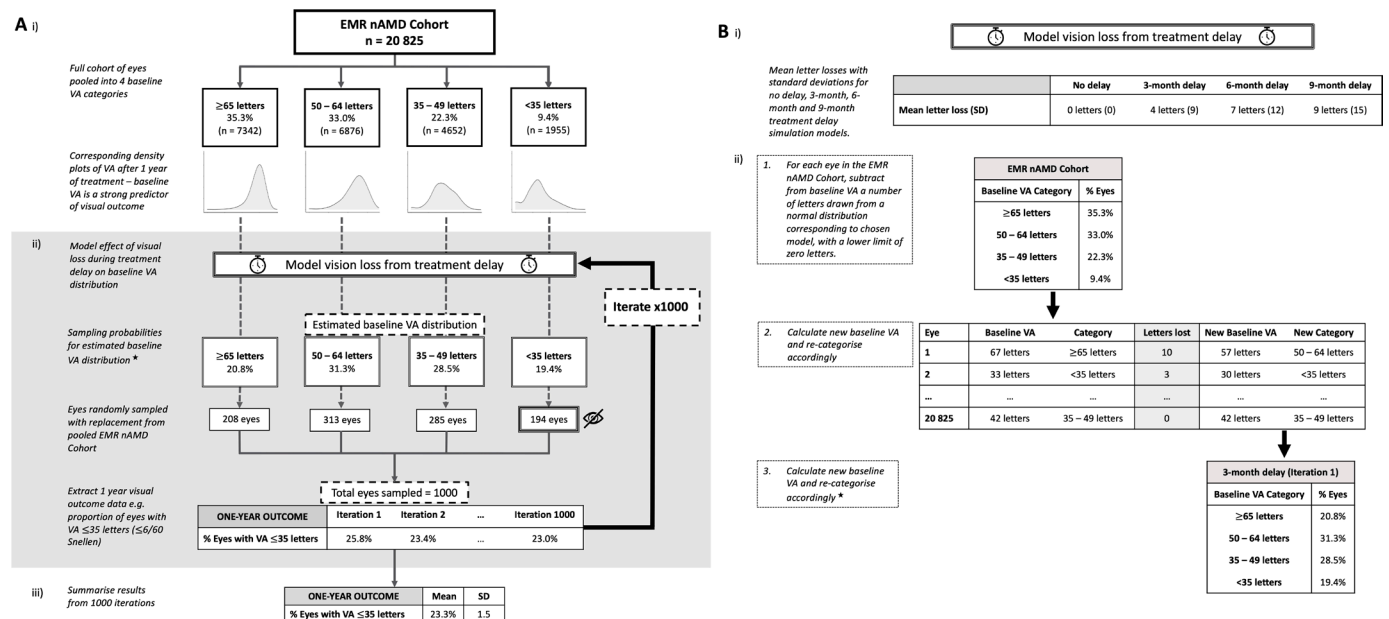 A i)
EMR nAMD Cohort
n = 20 825
Full cohort of eyes
pooled into 4 baseline
VA categories
≥65 letters
35.3%
(n = 7342)
50 – 64 letters
33.0%
(n = 6876)
35 – 49 letters
22.3%
(n = 4652)
<35 letters
9.4%
(n = 1955)
Corresponding density
plots of VA after 1 year
of treatment – baseline
VA is a strong predictor
of visual outcome
ii)
Model effect of visual
loss during treatment
delay on baseline VA
distribution
Model vision loss from treatment delay
Iterate x1000
Sampling probabilities
for estimated baseline
VA distribution ★
Estimated baseline VA distribution
≥65 letters
20.8%
50 – 64 letters
31.3%
35 – 49 letters
28.5%
<35 letters
19.4%
Eyes randomly sampled
with replacement from
pooled EMR nAMD
Cohort
208 eyes
313 eyes
285 eyes
194 eyes
Total eyes sampled = 1000
Extract 1 year visual
outcome data e.g.
proportion of eyes with
VA ≤35 letters (≤6/60
Snellen)
ONE-YEAR OUTCOME Iteration 1 Iteration 2 ... Iteration 1000
% Eyes with VA ≤35 letters 25.8% 23.4% ... 23.0%
iii)
Summarise results
from 1000 iterations
ONE-YEAR OUTCOME Mean SD
% Eyes with VA ≤35 letters 23.3% 1.5
B i)
Model vision loss from treatment delay
Mean letter losses with
standard deviations for
no delay, 3-month, 6-
month and 9-month
treatment delay
simulation models.
No delay 3-month delay 6-month delay 9-month delay
Mean letter loss (SD) 0 letters (0) 4 letters (9) 7 letters (12) 9 letters (15)
ii)
1. For each eye in the EMR
nAMD Cohort, subtract
from baseline VA a number
of letters drawn from a
normal distribution
corresponding to chosen
model, with a lower limit of
zero letters.
EMR nAMD Cohort
Baseline VA Category % Eyes
≥65 letters 35.3%
50 – 64 letters 33.0%
35 – 49 letters 22.3%
<35 letters 9.4%
2. Calculate new baseline VA
and re-categorise
accordingly
Eye Baseline VA Category Letters lost New Baseline VA New Category
1 67 letters ≥65 letters 10 57 letters 50 – 64 letters
2 33 letters <35 letters 3 30 letters <35 letters
... ... ... ... ... ...
20 825 42 letters 35 – 49 letters 0 42 letters 35 – 49 letters
3. Calculate new baseline
VA and re-categorise
accordingly ★
3-month delay (Iteration 1)
Baseline VA Category % Eyes
≥65 letters 20.8%
50 – 64 letters 31.3%
35 – 49 letters 28.5%
<35 letters 19.4%